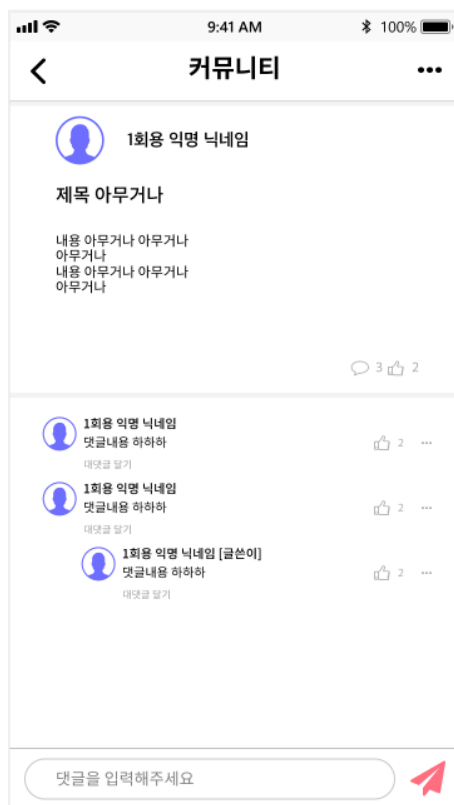 9:41 AM 100%
커뮤니티
1회용 익명 닉네임
제목 아무거나
내용 아무거나 아무거나
아무거나
내용 아무거나 아무거나
아무거나
3 2
1회용 익명 닉네임
댓글내용 하하하
2
대댓글 달기
1회용 익명 닉네임
댓글내용 하하하
2
대댓글 달기
1회용 익명 닉네임 [글쓴이]
댓글내용 하하하
2
대댓글 달기
댓글을 입력해주세요